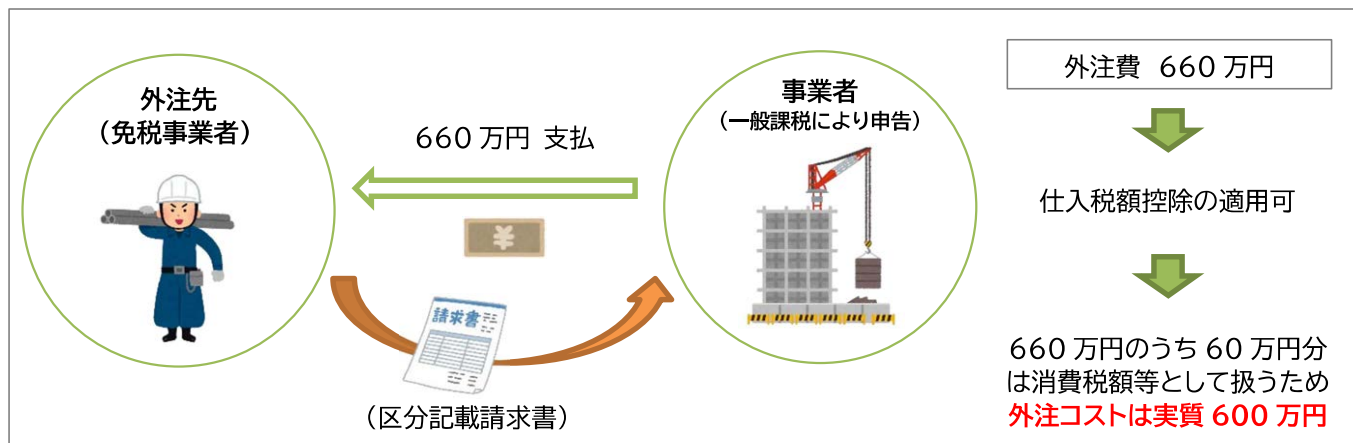 外注先
（免税事業者）
660 万円 支払
¥
請求書
（区分記載請求書）
事業者
（一般課税により申告）
外注費 660 万円
仕入税額控除の適用可
660 万円のうち 60 万円分
は消費税額等として扱うため
外注コストは実質 600 万円